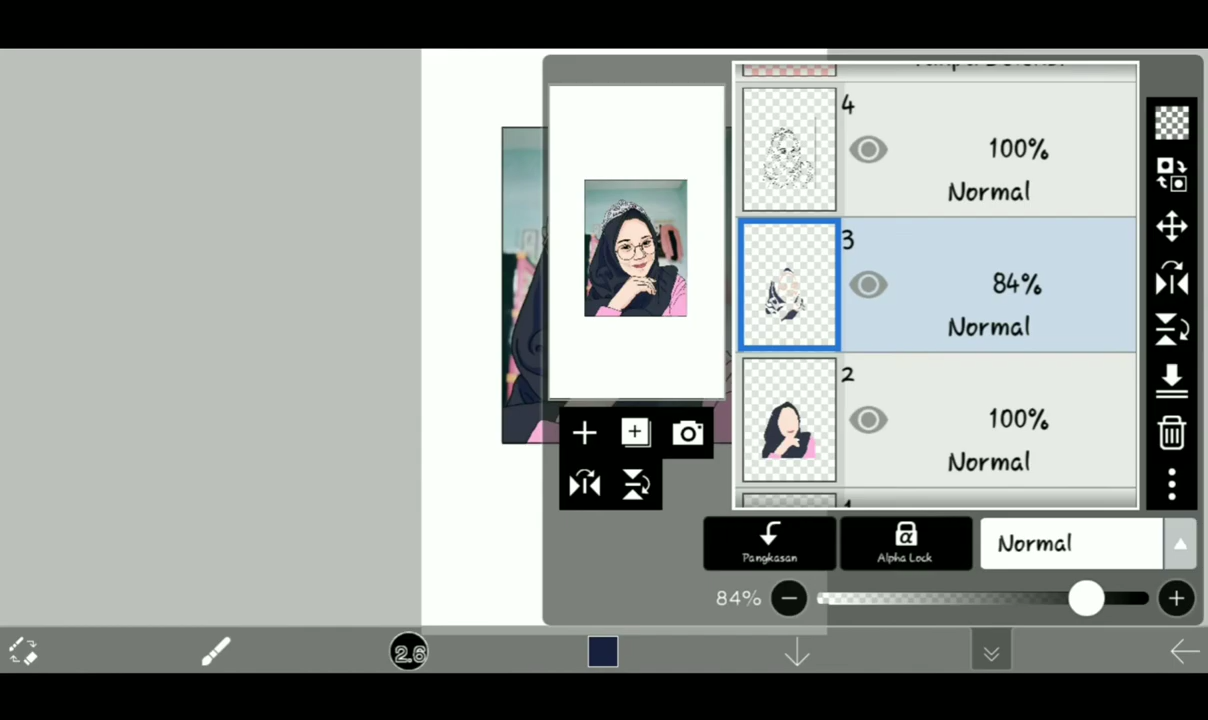 4
100%
Normal
3
84%
Normal
2
100%
Normal
Pangkasan
α
Alpha Lock
Normal
84%
2.6